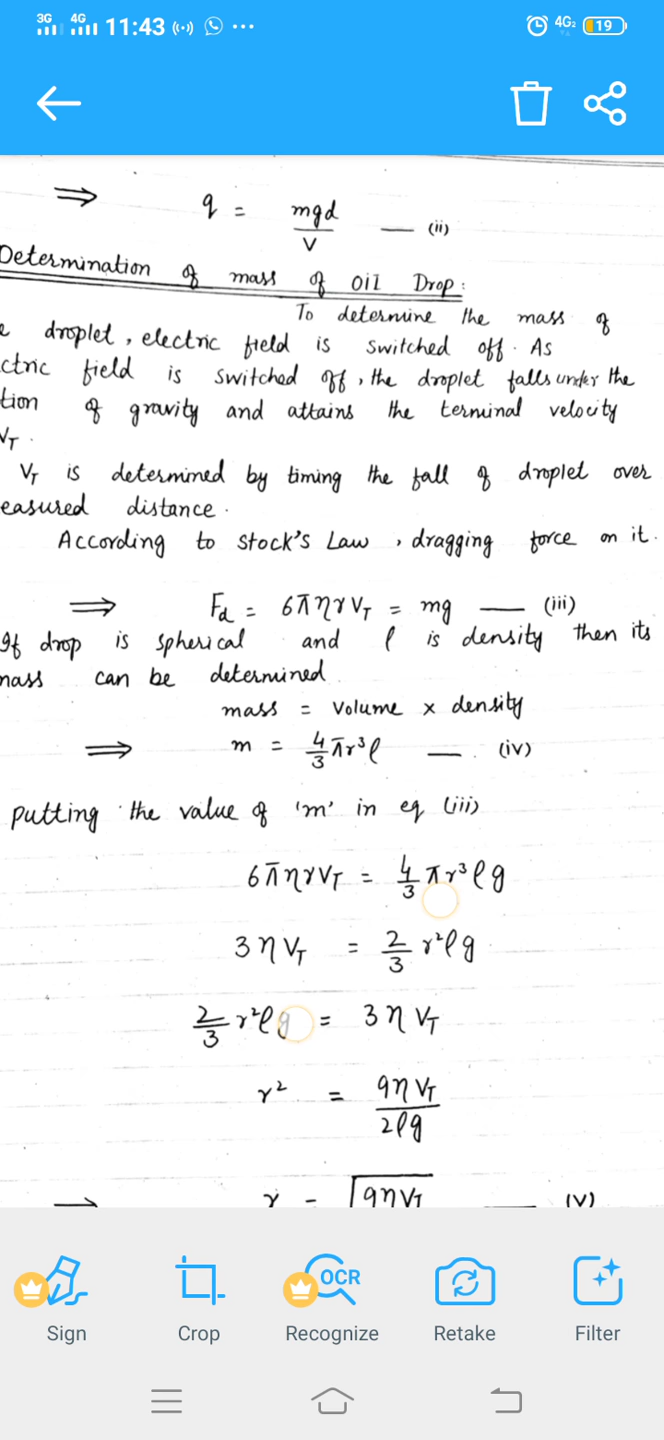 3G 4G 11:43 ... 4G2 19
⇒ q = mgd/V — (ii)
Determination of mass of oil Drop :
To determine the mass of
droplet, electric field is switched off. As
ctric field is switched off, the droplet falls under the
tion of gravity and attains the terminal velocity
VT.
VT is determined by timing the fall of droplet over
easured distance.
According to Stock's Law, dragging force on it.
⇒ Fd = 6πηrVT = mg — (iii)
If drop is spherical and ρ is density then its
mass can be determined
mass = volume x density
⇒ m = 4/3 πr³ρ — (iv)
putting the value of 'm' in eq (iii)
6πηrVT = 4/3 πr³ρg
3ηVT = 2/3 r²ρg
2/3 r²ρg = 3ηVT
r² = 9ηVT/2ρg
⇒ r = √9ηVT — (v)
Sign Crop OCR Recognize Retake Filter